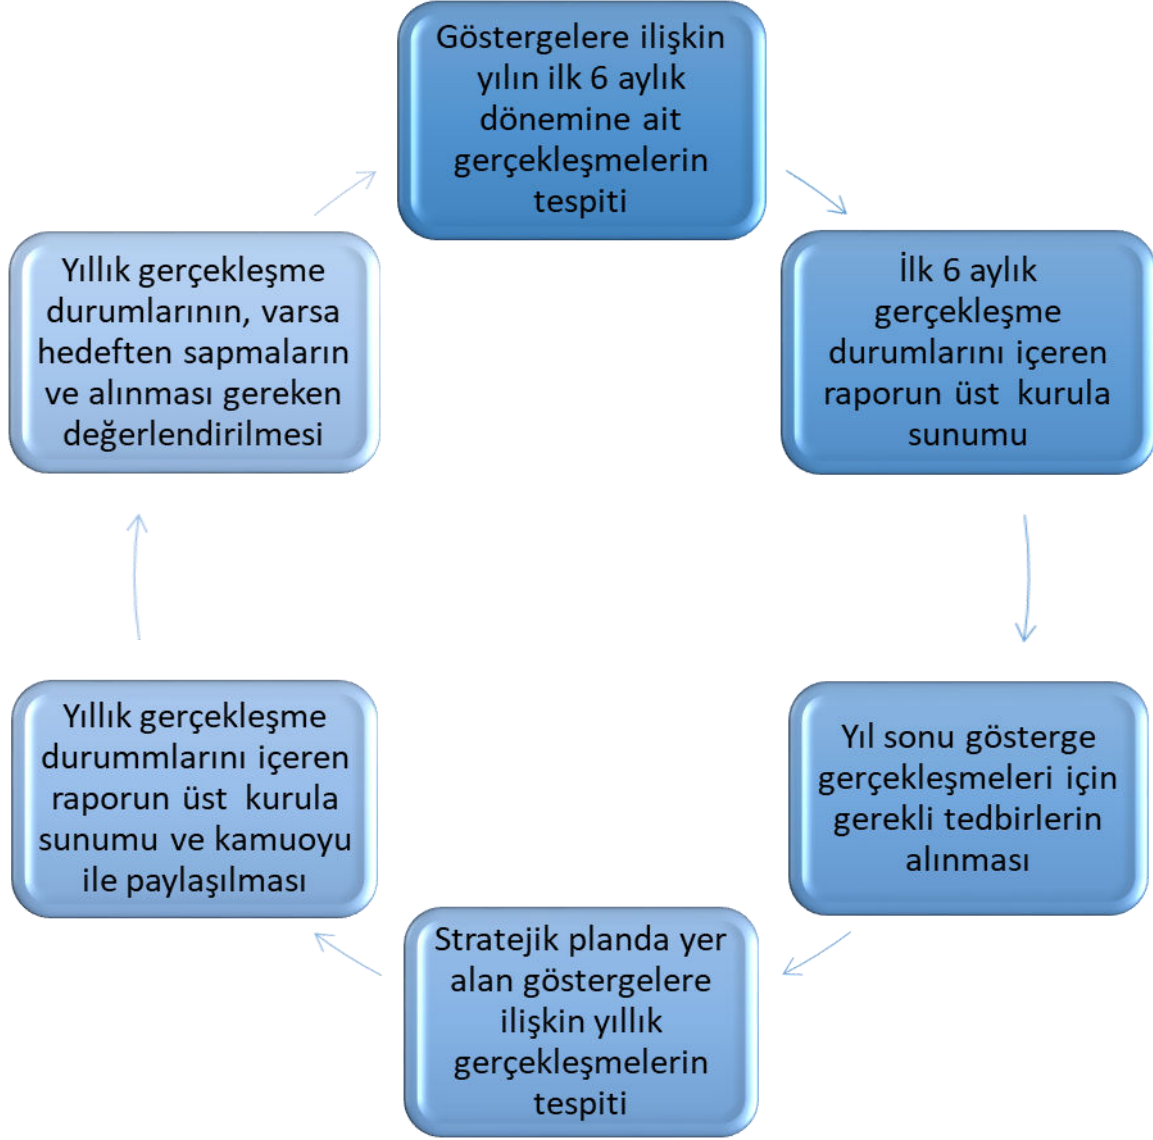 Göstergelere ilişkin
yılın ilk 6 aylık
dönemine ait
gerçekleşmelerin
tespiti
İlk 6 aylık
gerçekleşme
durumlarını içeren
raporun üst kurula
sunumu
Yıl sonu gösterge
gerçekleşmeleri için
gerekli tedbirlerin
alınması
Stratejik planda yer
alan göstergelere
ilişkin yıllık
gerçekleşmelerin
tespiti
Yıllık gerçekleşme
durummlarını içeren
raporun üst kurula
sunumu ve kamuoyu
ile paylaşılması
Yıllık gerçekleşme
durumlarının, varsa
hedeften sapmaların
ve alınması gereken
değerlendirilmesi